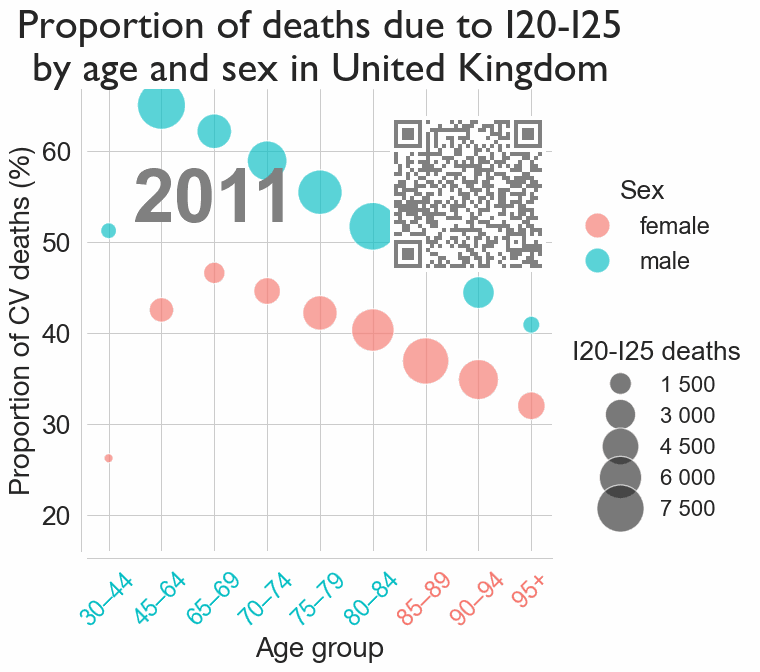 Proportion of deaths due to I20-I25
by age and sex in United Kingdom
Proportion of CV deaths (%)
60
50
40
30
20
2011
30–44
45–64
65–69
70–74
75–79
80–84
85–89
90–94
95+
Age group
Sex
female
male
I20-I25 deaths
1 500
3 000
4 500
6 000
7 500